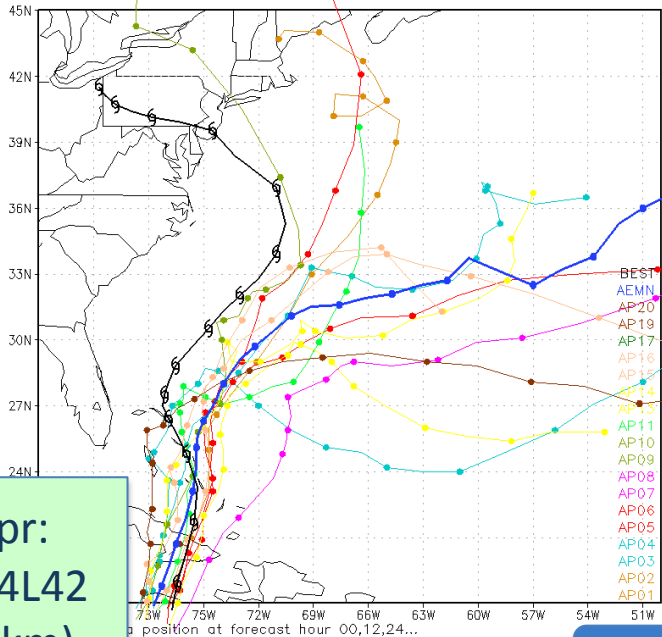 45N
42N
39N
36N
33N
30N
27N
24N
BEST
AEMN
AP20
AP19
AP17
AP16
AP15
AP14
AP13
AP11
AP10
AP09
AP08
AP07
AP06
AP05
AP04
AP03
AP02
AP01
75W 72W 69W 66W 63W 60W 57W 54W 51W
position at forecast hour 00,12,24...
pr:
4L42